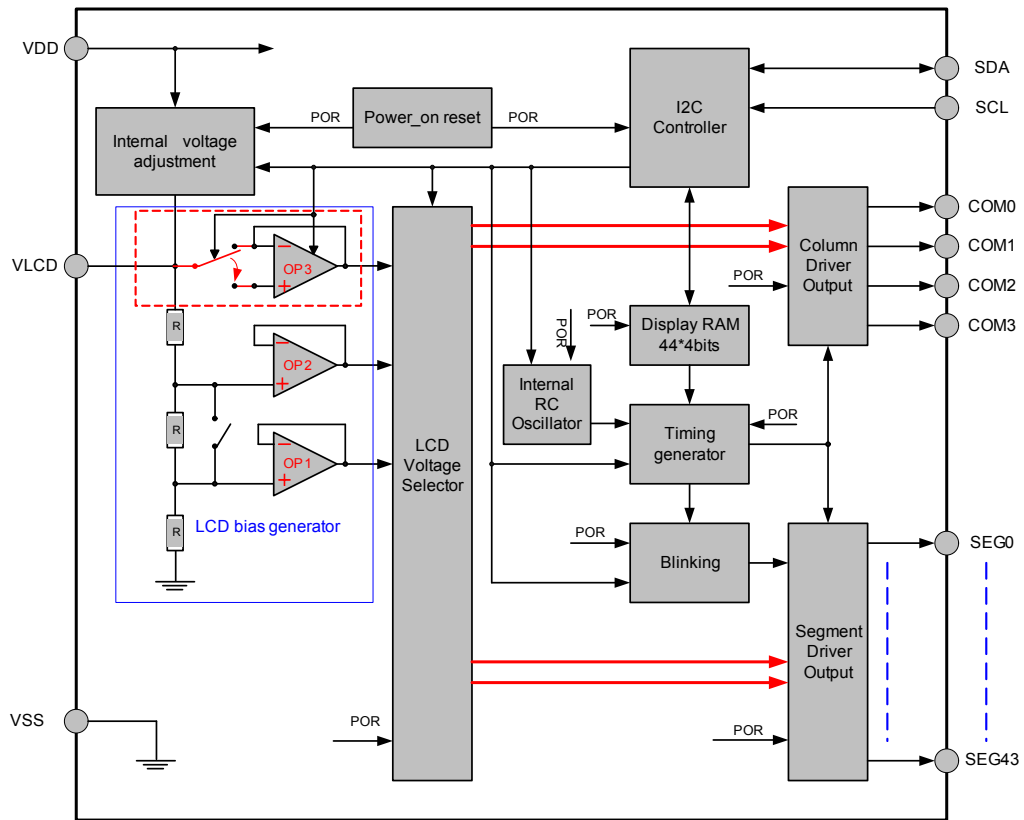 VDD
SDA
I2C
Controller
SCL
POR
Power_on reset
POR
Internal voltage
adjustment
COM0
Column
Driver
Output
COM1
COM2
COM3
POR
VLCD
OP3
R
POR
POR
Display RAM
44*4bits
OP2
Internal
RC
Oscillator
POR
Timing
generator
R
LCD
Voltage
Selector
OP1
R
LCD bias generator
POR
Blinking
SEG0
Segment
Driver
Output
VSS
POR
POR
SEG43